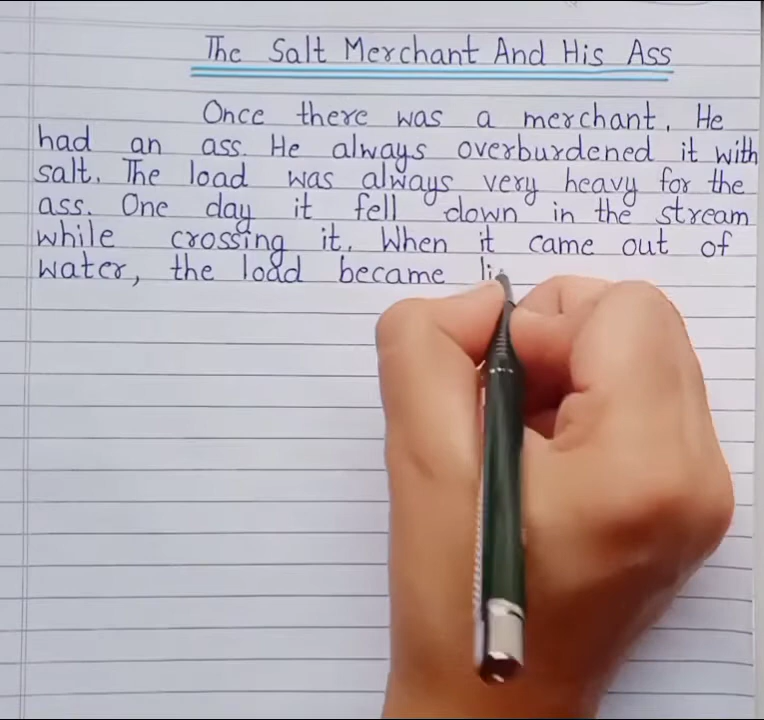 The Salt Merchant And His Ass
Once there was a merchant. He
had an ass. He always overburdened it with
salt. The load was always very heavy for the
ass. One day it fell down in the stream
while crossing it. When it came out of
water, the load became li